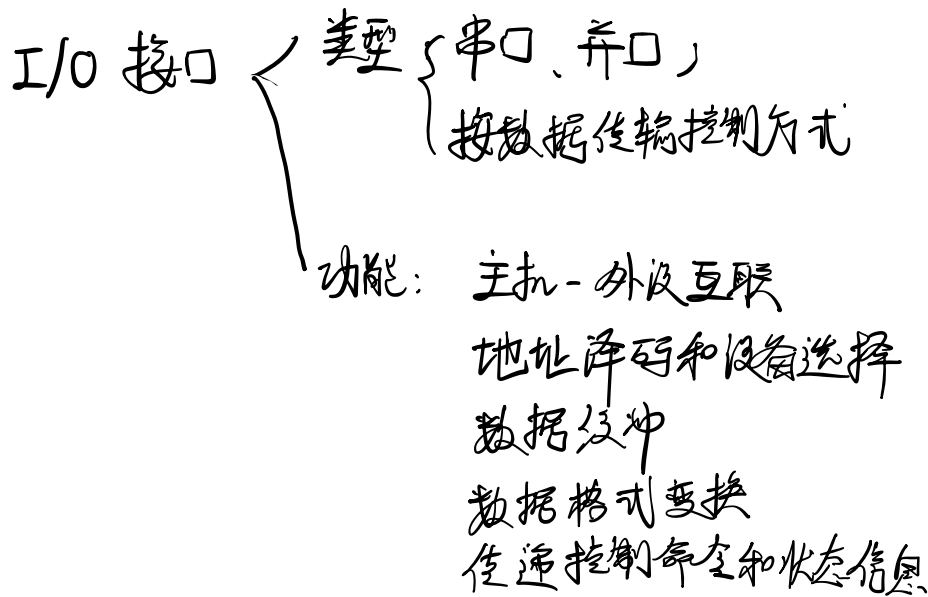 I/O 接口
类型
串口、并口,
按数据传输控制方式
功能:
主机-外设互联
地址译码和设备选择
数据缓冲
数据格式变换
传递控制命令和状态信息